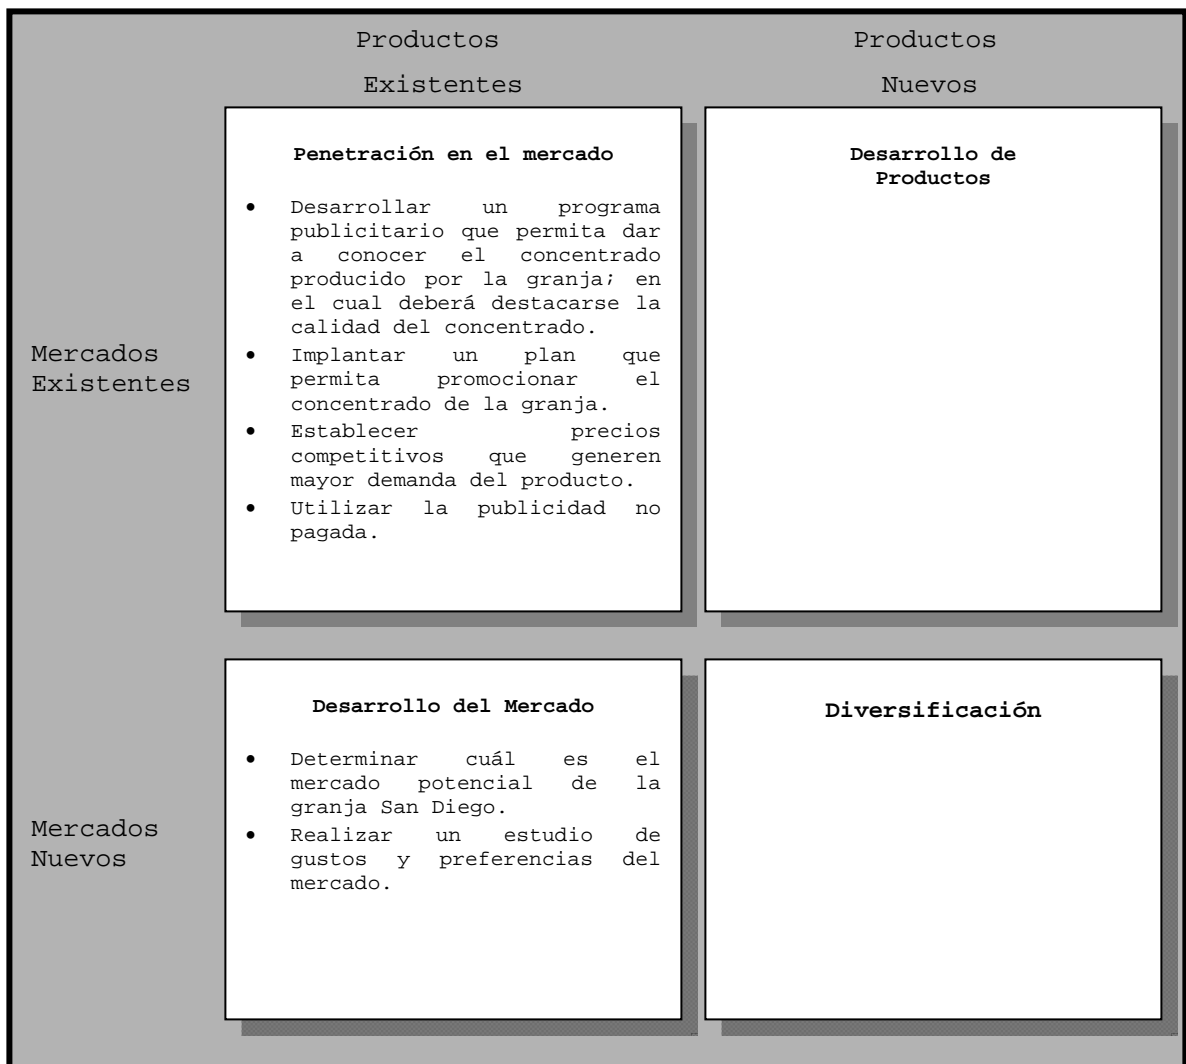 Productos
Existentes
Productos
Nuevos
Mercados
Existentes
Penetración en el mercado
• Desarrollar un programa
publicitario que permita dar
a conocer el concentrado
producido por la granja; en
el cual deberá destacarse la
calidad del concentrado.
• Implantar un plan que
permita promocionar el
concentrado de la granja.
• Establecer precios
competitivos que generen
mayor demanda del producto.
• Utilizar la publicidad no
pagada.
Desarrollo de
Productos
Mercados
Nuevos
Desarrollo del Mercado
• Determinar cuál es el
mercado potencial de la
granja San Diego.
• Realizar un estudio de
gustos y preferencias del
mercado.
Diversificación